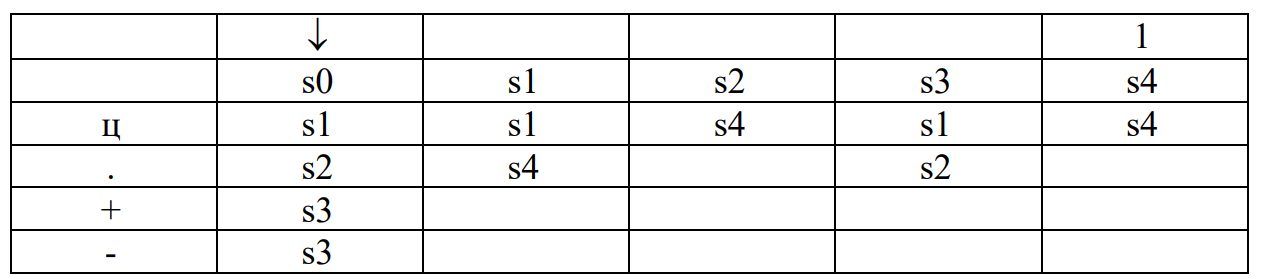 ↓ 1
s0 s1 s2 s3 s4
ц s1 s1 s4 s1 s4
. s2 s4 s2
+ s3
- s3